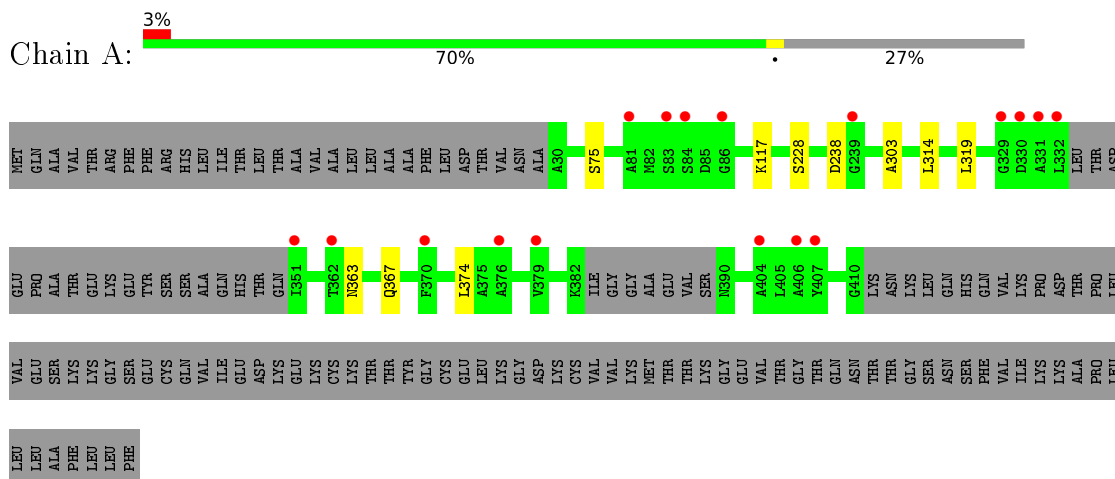 3%
Chain A:
70% • 27%
MET GLN ALA VAL THR ARG PHE PHE ARG HIS LEU ILE THR LEU THR ALA VAL ALA LEU LEU ALA ALA PHE LEU ASP THR VAL ASN ALA A30 S75 A81 M82 S83 S84 D85 G86 K117 S228 D238 G239 A303 L314 L319 G329 D330 A331 L332 LEU THR ASP
GLU PRO ALA THR GLU LYS GLU TYR SER SER ALA GLN HIS THR GLN I351 T362 N363 Q367 F370 L374 A375 A376 V379 K382 ILE GLY GLY ALA GLU VAL SER N390 A404 L405 A406 Y407 G410 LYS ASN LYS LEU GLN HIS GLN VAL LYS PRO ASP ALA THR PRO LEU
VAL GLU SER LYS LYS GLY SER GLU CYS GLN VAL ILE GLU ASP LYS GLU LYS CYS LYS THR THR TYR GLY CYS GLU LEU LYS GLY ASP LYS CYS VAL VAL LYS MET THR THR LYS GLY GLU VAL THR GLY THR GLN ASN THR THR GLY SER ASN SER PHE VAL ILE LYS LYS ALA PRO LEU
LEU LEU ALA PHE LEU LEU PHE